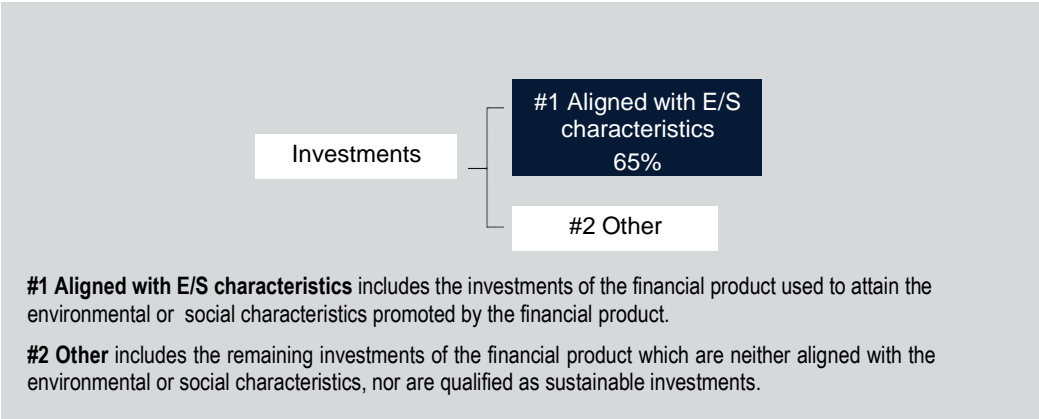 #1 Aligned with E/S
characteristics
65%
Investments
#2 Other
#1 Aligned with E/S characteristics includes the investments of the financial product used to attain the
environmental or social characteristics promoted by the financial product.
#2 Other includes the remaining investments of the financial product which are neither aligned with the
environmental or social characteristics, nor are qualified as sustainable investments.